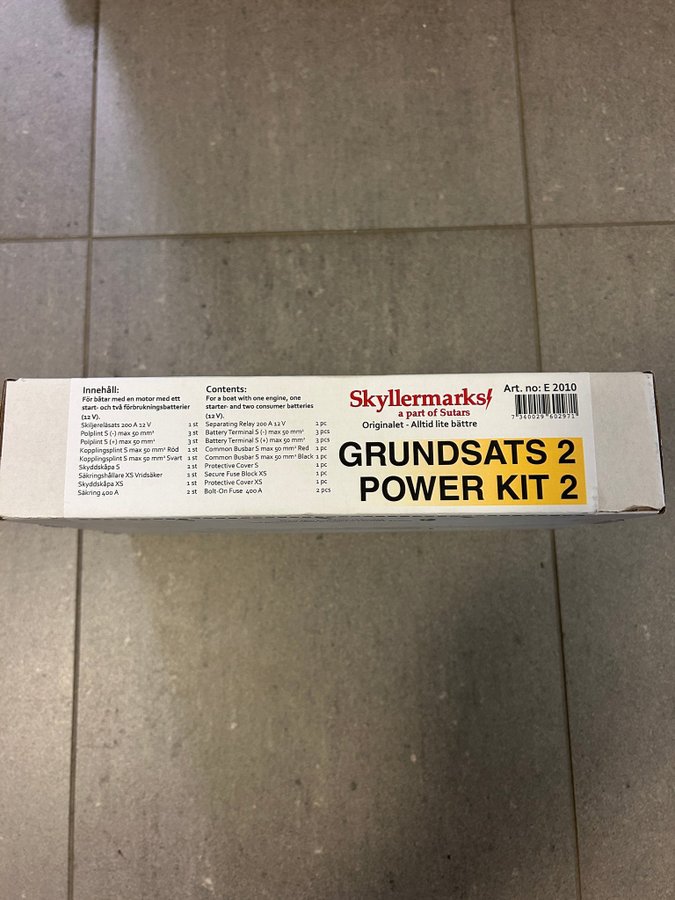 Innehåll:
För båtar med en motor med ett
start- och två förbrukningsbatterier
(12 V).
Skiljereläsats 200 A 12 V 1 st
Polplint S (-) max 50 mm² 3 st
Polplint S (+) max 50 mm² 3 st
Kopplingsplint S max 50 mm² Röd 1 st
Kopplingsplint S max 50 mm² Svart 1 st
Skyddskåpa S 1 st
Säkringshållare XS Vridsäker 1 st
Skyddskåpa XS 1 st
Säkring 400 A 2 st
Contents:
For a boat with one engine, one
starter- and two consumer batteries
(12 V).
Separating Relay 200 A 12 V 1 pc
Battery Terminal S (-) max 50 mm² 3 pcs
Battery Terminal S (+) max 50 mm² 3 pcs
Common Busbar S max 50 mm² Red 1 pc
Common Busbar S max 50 mm² Black 1 pc
Protective Cover S 1 pc
Secure Fuse Block XS 1 pc
Protective Cover XS 1 pc
Bolt-On Fuse 400 A 2 pcs
Skyllermarks
a part of Sutars
Originalet - Alltid lite bättre
Art. no: E 2010
7 340029 602971
GRUNDSATS 2
POWER KIT 2